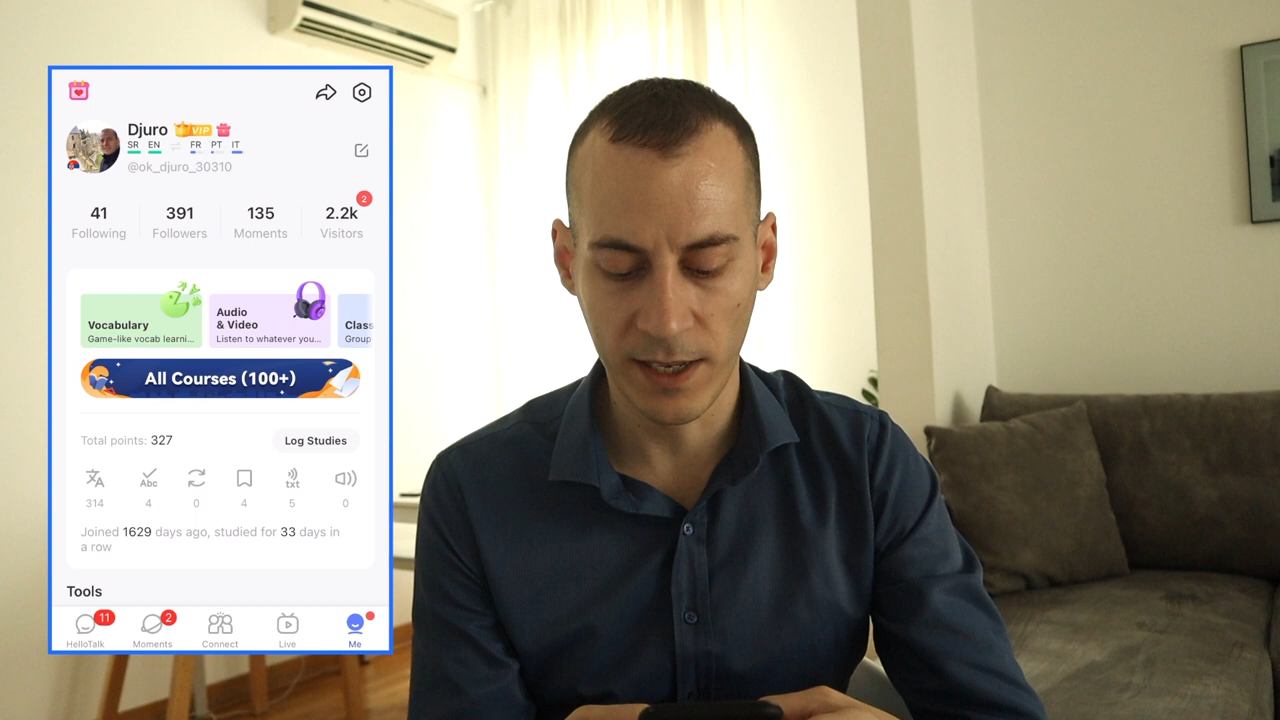 Djuro VIP
SR EN FR PT IT
@ok_djuro_30310
2
41 391 135 2.2k
Following Followers Moments Visitors
Vocabulary
Game-like vocab learni...
Audio
& Video
Listen to whatever you...
Class
Group
All Courses (100+)
Total points: 327
Log Studies
Abc txt
314 4 0 4 5 0
Joined 1629 days ago, studied for 33 days in
a row
Tools
11 2
HelloTalk Moments Connect Live Me